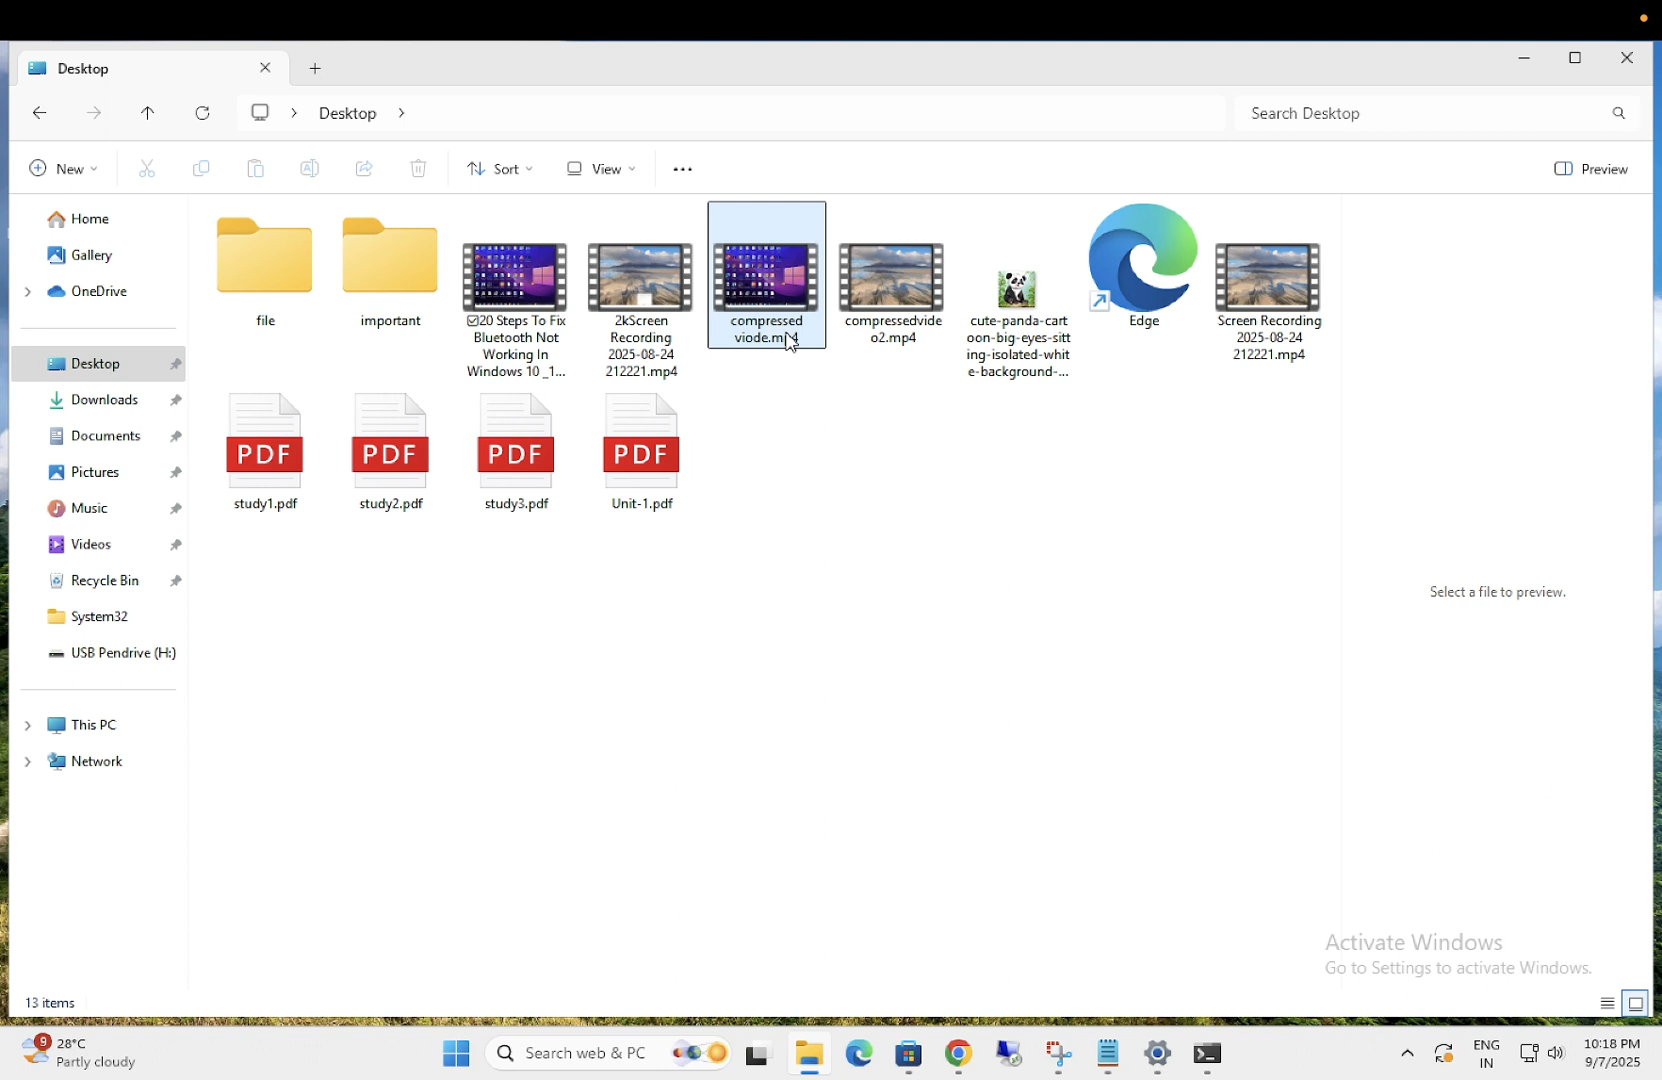 Desktop
Desktop
Search Desktop
New
Sort
View
Preview
Home
Gallery
OneDrive
Desktop
Downloads
Documents
Pictures
Music
Videos
Recycle Bin
System32
USB Pendrive (H:)
This PC
Network
file
important
20 Steps To Fix
Bluetooth Not
Working In
Windows 10 _1...
2kScreen
Recording
2025-08-24
212221.mp4
compressed
viode.mp4
compressedvide
o2.mp4
cute-panda-cart
oon-big-eyes-sitt
ing-isolated-whit
e-background-...
Edge
Screen Recording
2025-08-24
212221.mp4
PDF
study1.pdf
PDF
study2.pdf
PDF
study3.pdf
PDF
Unit-1.pdf
Select a file to preview.
Activate Windows
Go to Settings to activate Windows.
13 items
9
28°C
Partly cloudy
Search web & PC
ENG
IN
10:18 PM
9/7/2025